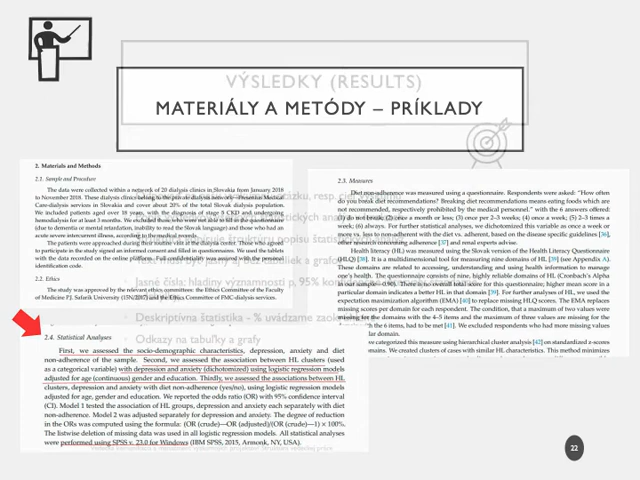 VÝSLEDKY (RESULTS)
MATERIÁLY A METÓDY – PRÍKLADY
2. Materials and Methods
2.1. Sample and Procedure
The data were collected within a network of 20 dialysis clinics in Slovakia from January 2018
to November 2018. These dialysis clinics belong to the private dialysis network—Fresenius Medical
Care-dialysis services in Slovakia and cover about 20% of the total Slovak dialysis population.
We included patients aged over 18 years, with the diagnosis of stage 5 CKD and undergoing
hemodialysis for at least 3 months. We excluded those who were not able to fill in the questionnaire
(due to dementia or mental retardation, inability to read the Slovak language) and those who had an
acute severe intercurrent illness, according to the medical records.
The patients were approached during their routine visit at the dialysis center. Those who agreed
to participate in the study signed an informed consent and filled in questionnaires. We used the tablets
with the data recorded on the online platform. Full confidentiality was assured with the personal
identification code.
2.2. Ethics
The study was approved by the relevant ethics committees: the Ethics Committee of the Faculty
of Medicine P.J. Safarik University (15N/2017) and the Ethics Committee of FMC-dialysis services.
2.3. Measures
Diet non-adherence was measured using a questionnaire. Respondents were asked: “How often
do you break diet recommendations? Breaking diet recommendations means eating foods which are
not recommended, respectively prohibited by the medical personnel.” with the 6 answers offered:
(1) do not break; (2) once a month or less; (3) once per 2–3 weeks; (4) once a week; (5) 2–3 times a
week; (6) always. For further statistical analyses, we dichotomized this variable as once a week or
more vs. less to non-adherent with the diet vs. adherent, based on the disease specific guidelines [36],
other research concerning adherence [37] and renal experts advise.
Health literacy (HL) was measured using the Slovak version of the Health Literacy Questionnaire
(HLQ) [38]. It is a multidimensional tool for measuring nine domains of HL [39] (see Appendix A).
These domains are related to accessing, understanding, and using health information to manage
one's health. The questionnaire consists of nine, highly reliable domains of HL (Cronbach's Alpha
in our sample=0.90). There is no overall total score for this questionnaire; higher mean score in a
particular domain indicates a better HL in that domain [39]. For further analyses of HL, we used the
expectation maximization algorithm (EMA) [40] to replace missing HLQ scores. The EMA replaces
missing scores per domain for each respondent. The condition, that a maximum of two values were
missing for the domains with the 4–5 items and the maximum of three values are missing for the
h the 6 items, had to be met [41]. We excluded respondents who had more missing values
lar domain.
we categorized this measure using hierarchical cluster analysis [42] on standardized z-scores
domains. We created clusters of cases with similar HL characteristics. This method minimizes
Deskriptívna štatistika - % uvádzame zaok
Odkazy na tabuľky a grafy
2.4. Statistical Analyses
First, we assessed the socio-demographic characteristics, depression, anxiety and diet
non-adherence of the sample. Second, we assessed the association between HL clusters (used
as a categorical variable) with depression and anxiety (dichotomized) using logistic regression models
adjusted for age (continuous) gender and education. Thirdly, we assessed the associations between HL
clusters, depression and anxiety with diet non-adherence (yes/no), using logistic regression models
adjusted for age, gender and education. We reported the odds ratio (OR) with 95% confidence interval
(CI). Model 1 tested the association of HL groups, depression and anxiety each separately with diet
non-adherence. Model 2 was adjusted separately for depression and anxiety. The degree of reduction
in the ORs was computed using the formula: (OR (crude)—OR (adjusted)/(OR (crude)—1) × 100%.
The listwise deletion of missing data was used in all logistic regression models. All statistical analyses
were performed using SPSS v. 23.0 for Windows (IBM SPSS, 2015, Armonk, NY, USA).
22